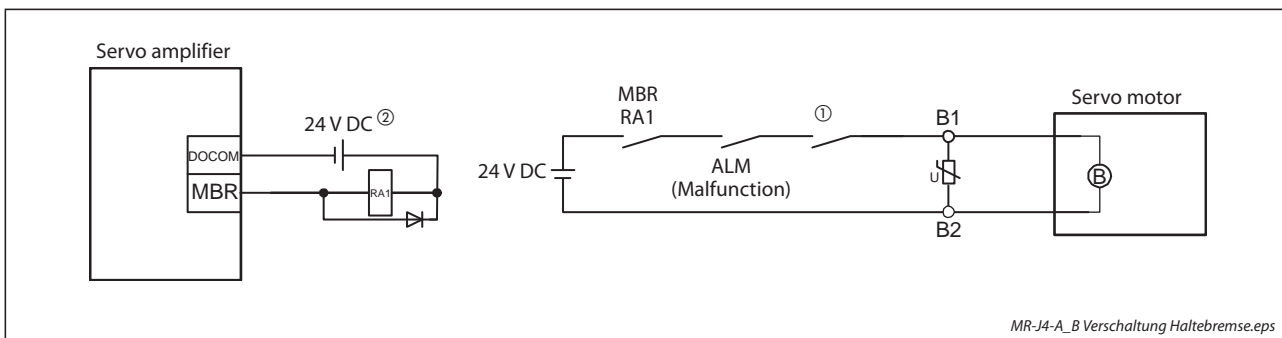 Servo amplifier
24 V DC ②
DOCOM
MBR
RA1
MBR
RA1
①
24 V DC
ALM
(Malfunction)
B1
U
B2
Servo motor
B
MR-J4-A_B Verschaltung Haltebremse.eps